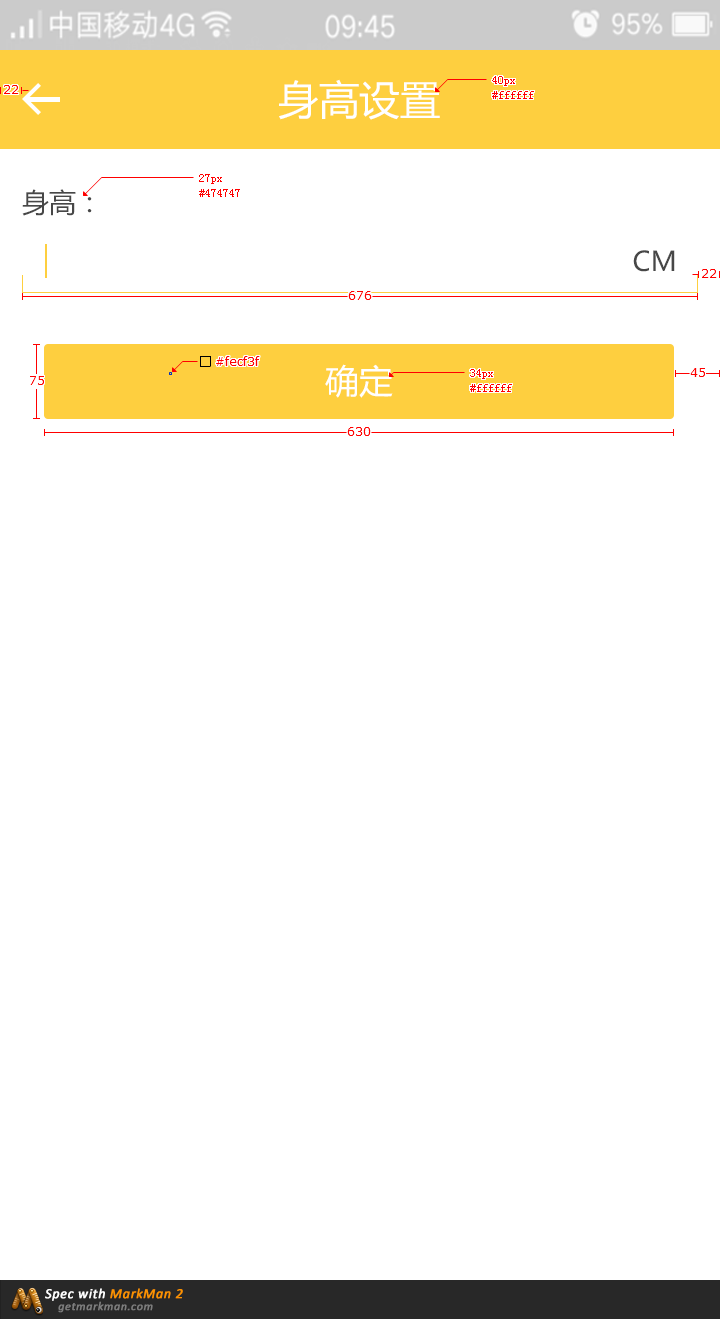 中国移动4G 09:45 95%
22 身高设置 40px
#ffffff
27px
#474747
身高：
CM
22
676
#fecf3f
75 确定 34px
#ffffff
45
630
Spec with MarkMan 2
getmarkman.com